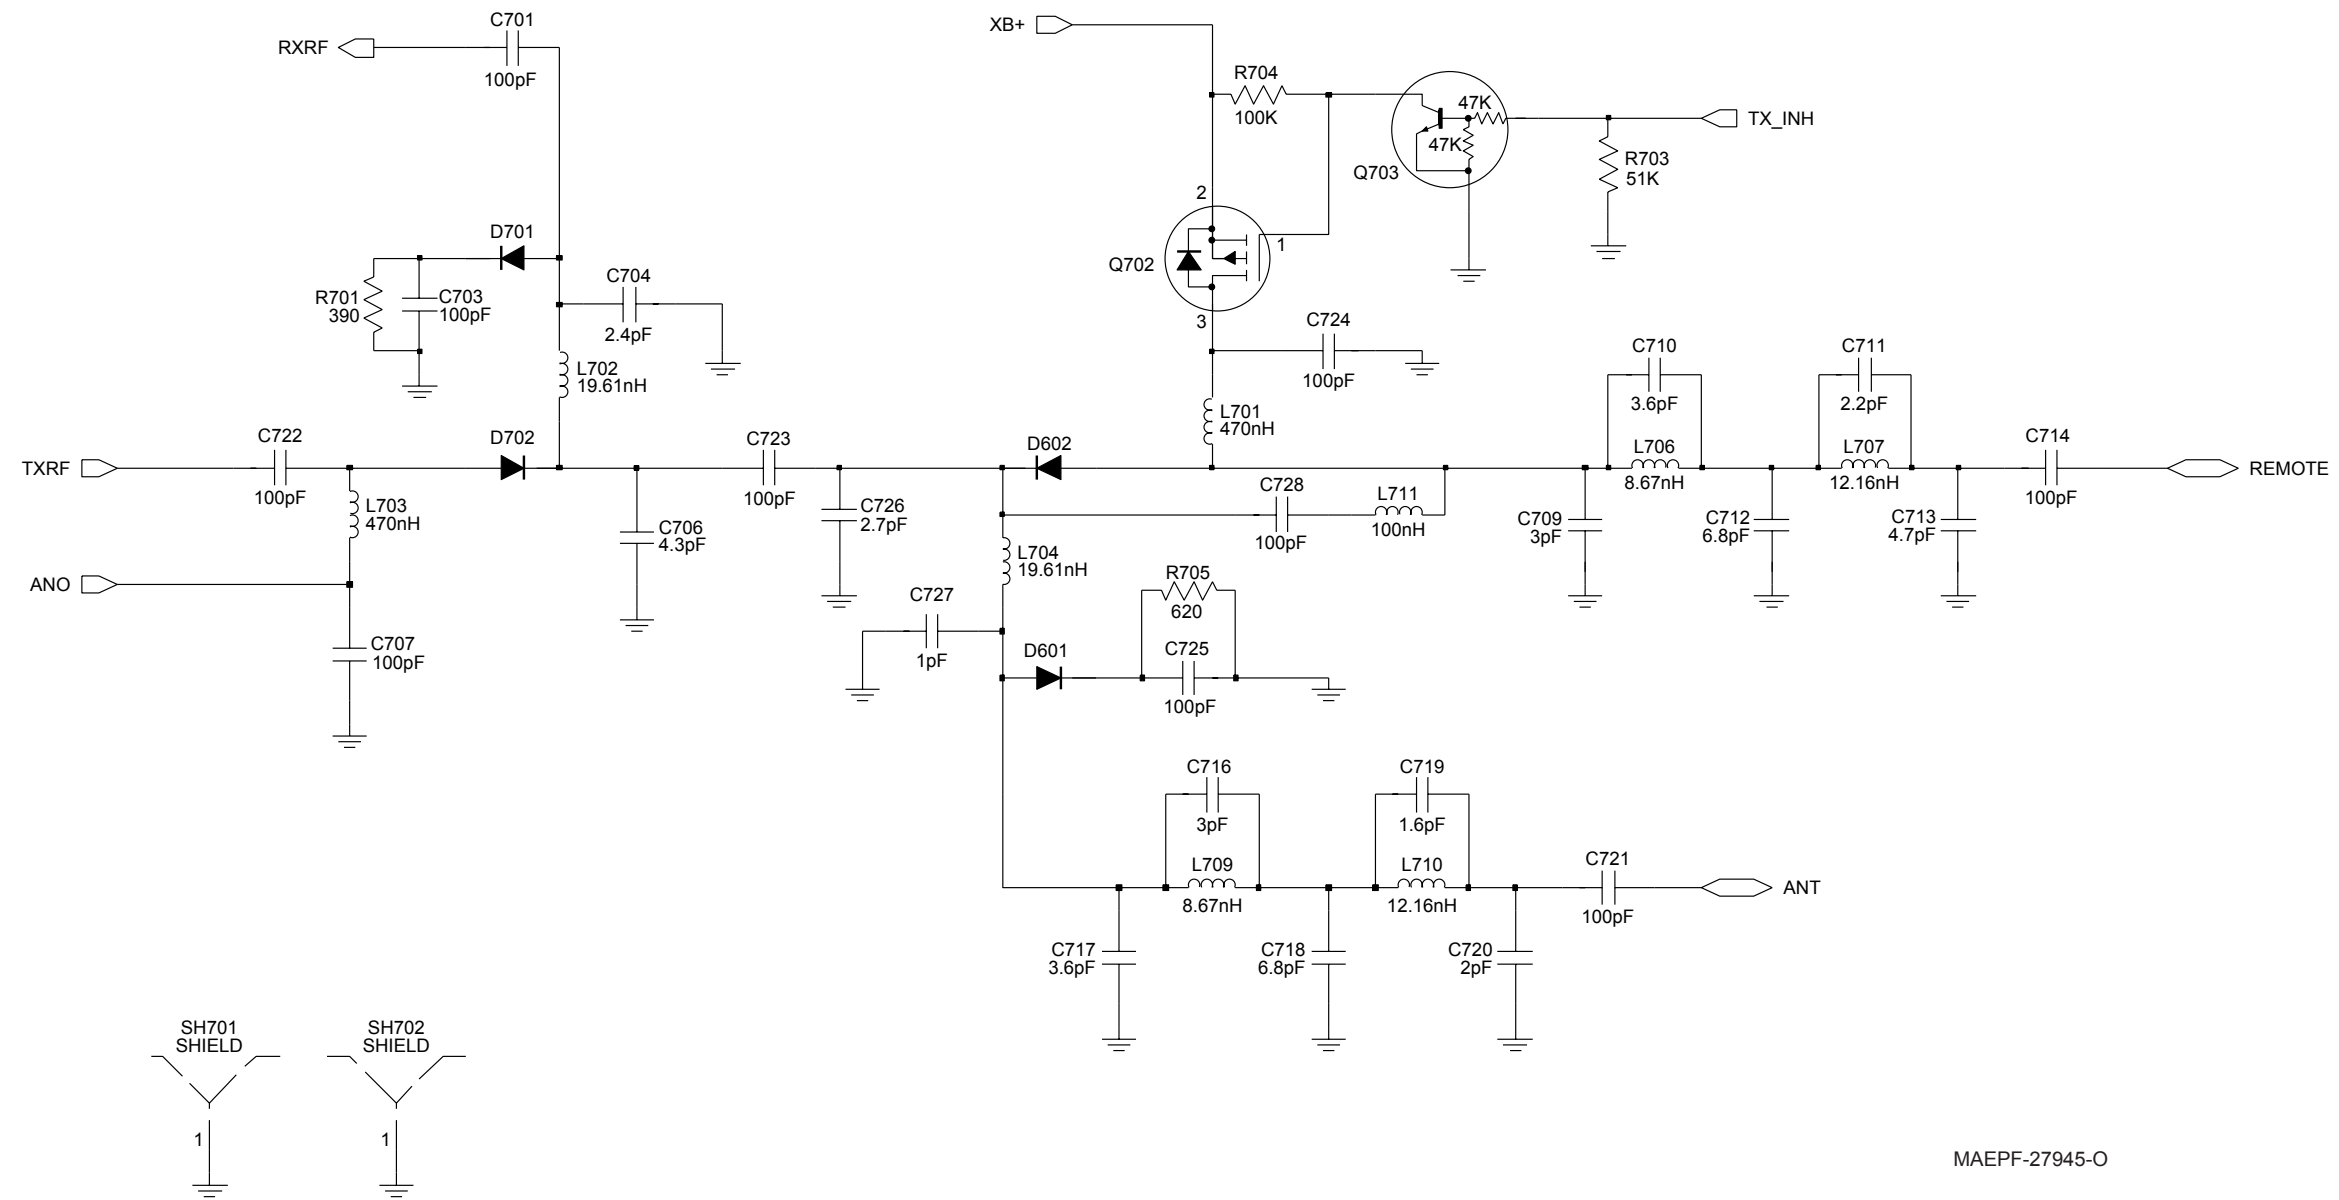 C701
RXRF
100pF
XB+
R704
100K
47K
47K
TX_INH
Q703
R703
51K
2
D701
1
Q702
3
C704
2.4pF
R701
390
C703
100pF
L702
19.61nH
C724
100pF
C710
3.6pF
C711
2.2pF
L701
470nH
C722
100pF
TXRF
D702
C723
100pF
D602
L706
8.67nH
L707
12.16nH
C714
100pF
REMOTE
L703
470nH
C726
2.7pF
C728
100pF
L711
100nH
C709
3pF
C712
6.8pF
C713
4.7pF
C706
4.3pF
L704
19.61nH
ANO
R705
620
C727
1pF
C707
100pF
D601
C725
100pF
C716
3pF
C719
1.6pF
L709
8.67nH
L710
12.16nH
C721
100pF
ANT
C717
3.6pF
C718
6.8pF
C720
2pF
SH701
SHIELD
SH702
SHIELD
1
1
MAEPF-27945-O